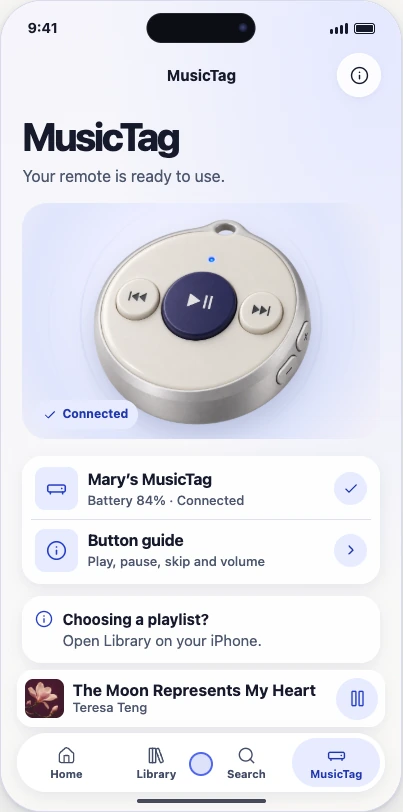 9:41
MusicTag
MusicTag
Your remote is ready to use.
Connected
Mary's MusicTag
Battery 84% · Connected
Button guide
Play, pause, skip and volume
Choosing a playlist?
Open Library on your iPhone.
The Moon Represents My Heart
Teresa Teng
Home
Library
Search
MusicTag